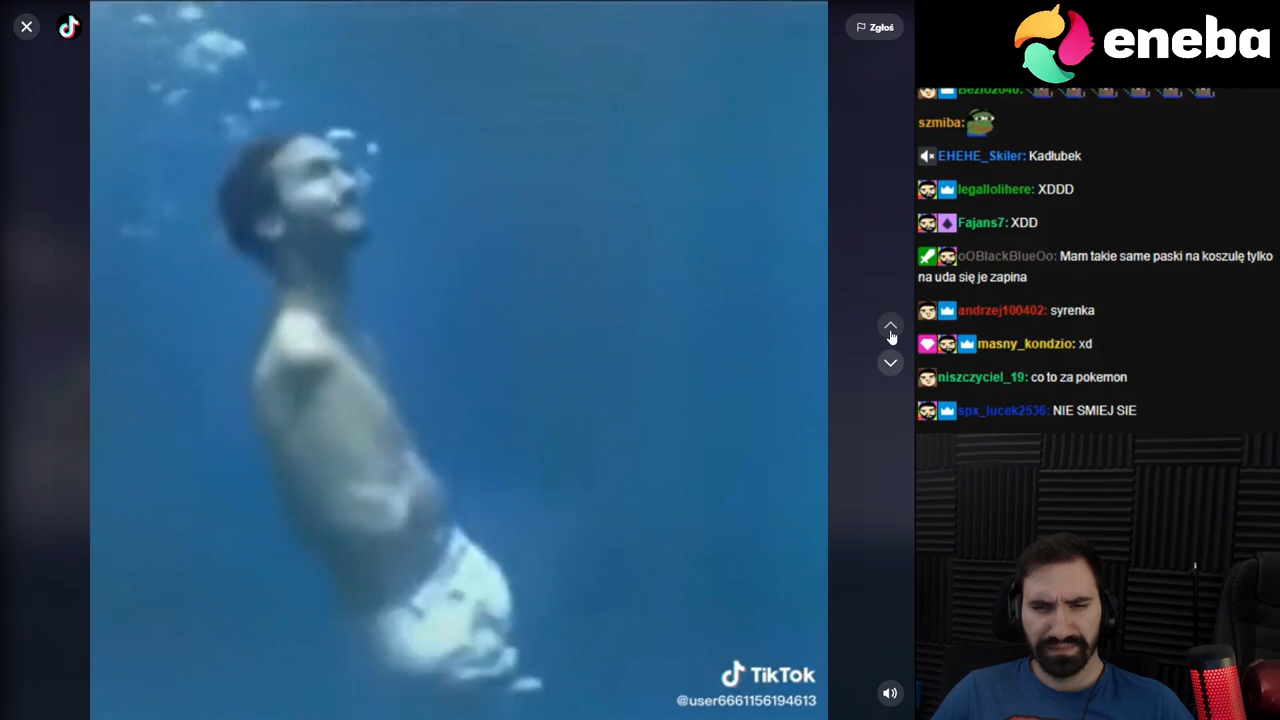 Zgłoś
eneba
Bezio2040:
szmiba:
EHEHE_Skiler: Kadłubek
legallolihere: XDDD
Fajans7: XDD
oOBlackBlueOo: Mam takie same paski na koszulę tylko
na uda się je zapina
andrzej100402: syrenka
masny_kondzio: xd
niszczyciel_19: co to za pokemon
spx_lucek2536: NIE SMIEJ SIE
TikTok
@user6661156194613